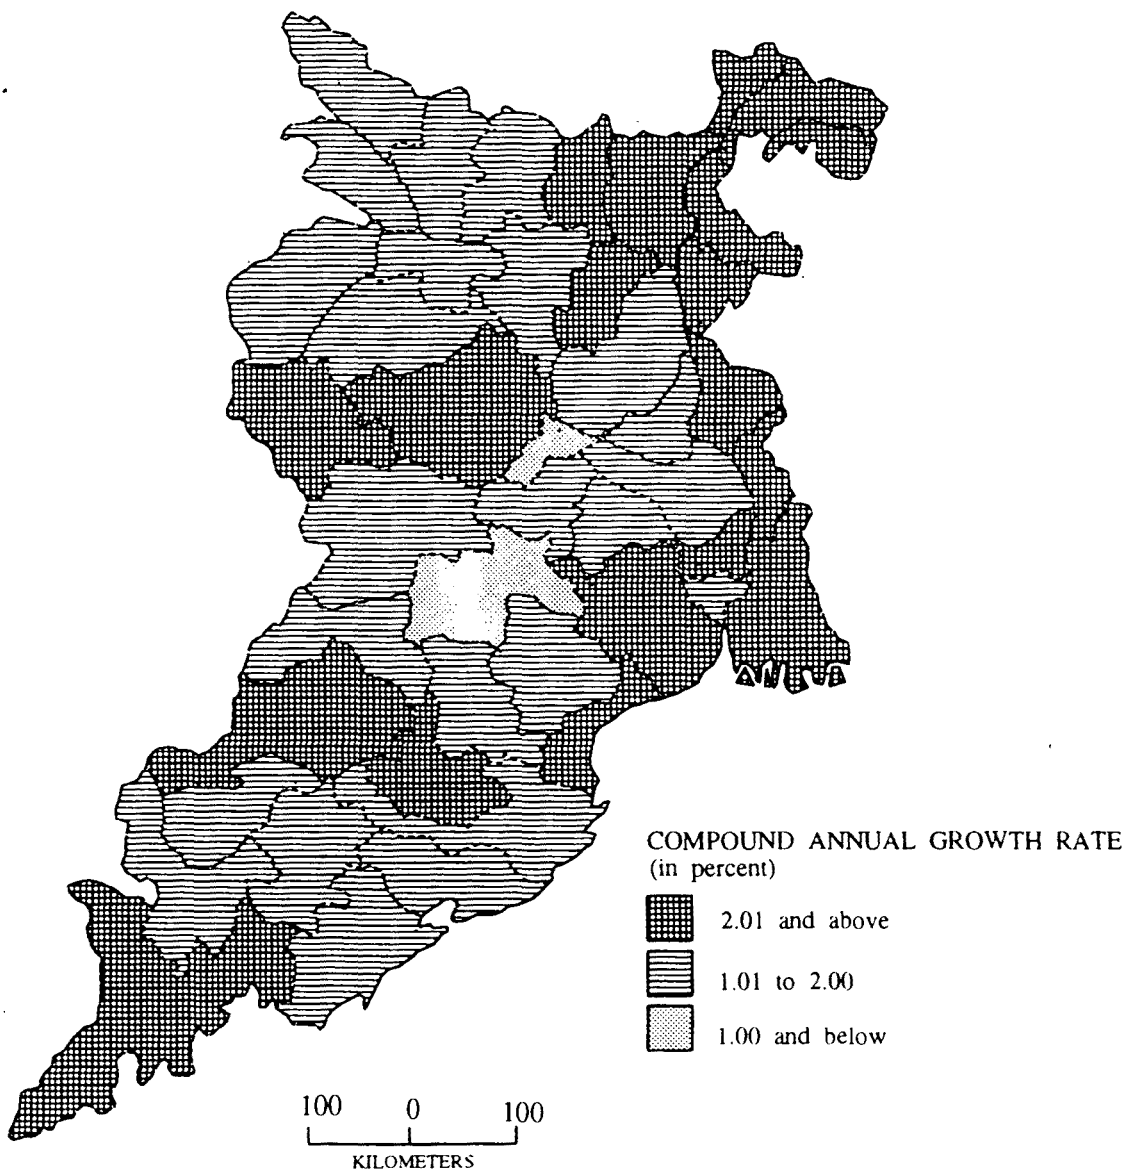 COMPOUND ANNUAL GROWTH RATE
(in percent)
2.01 and above
1.01 to 2.00
1.00 and below
100 0 100
KILOMETERS